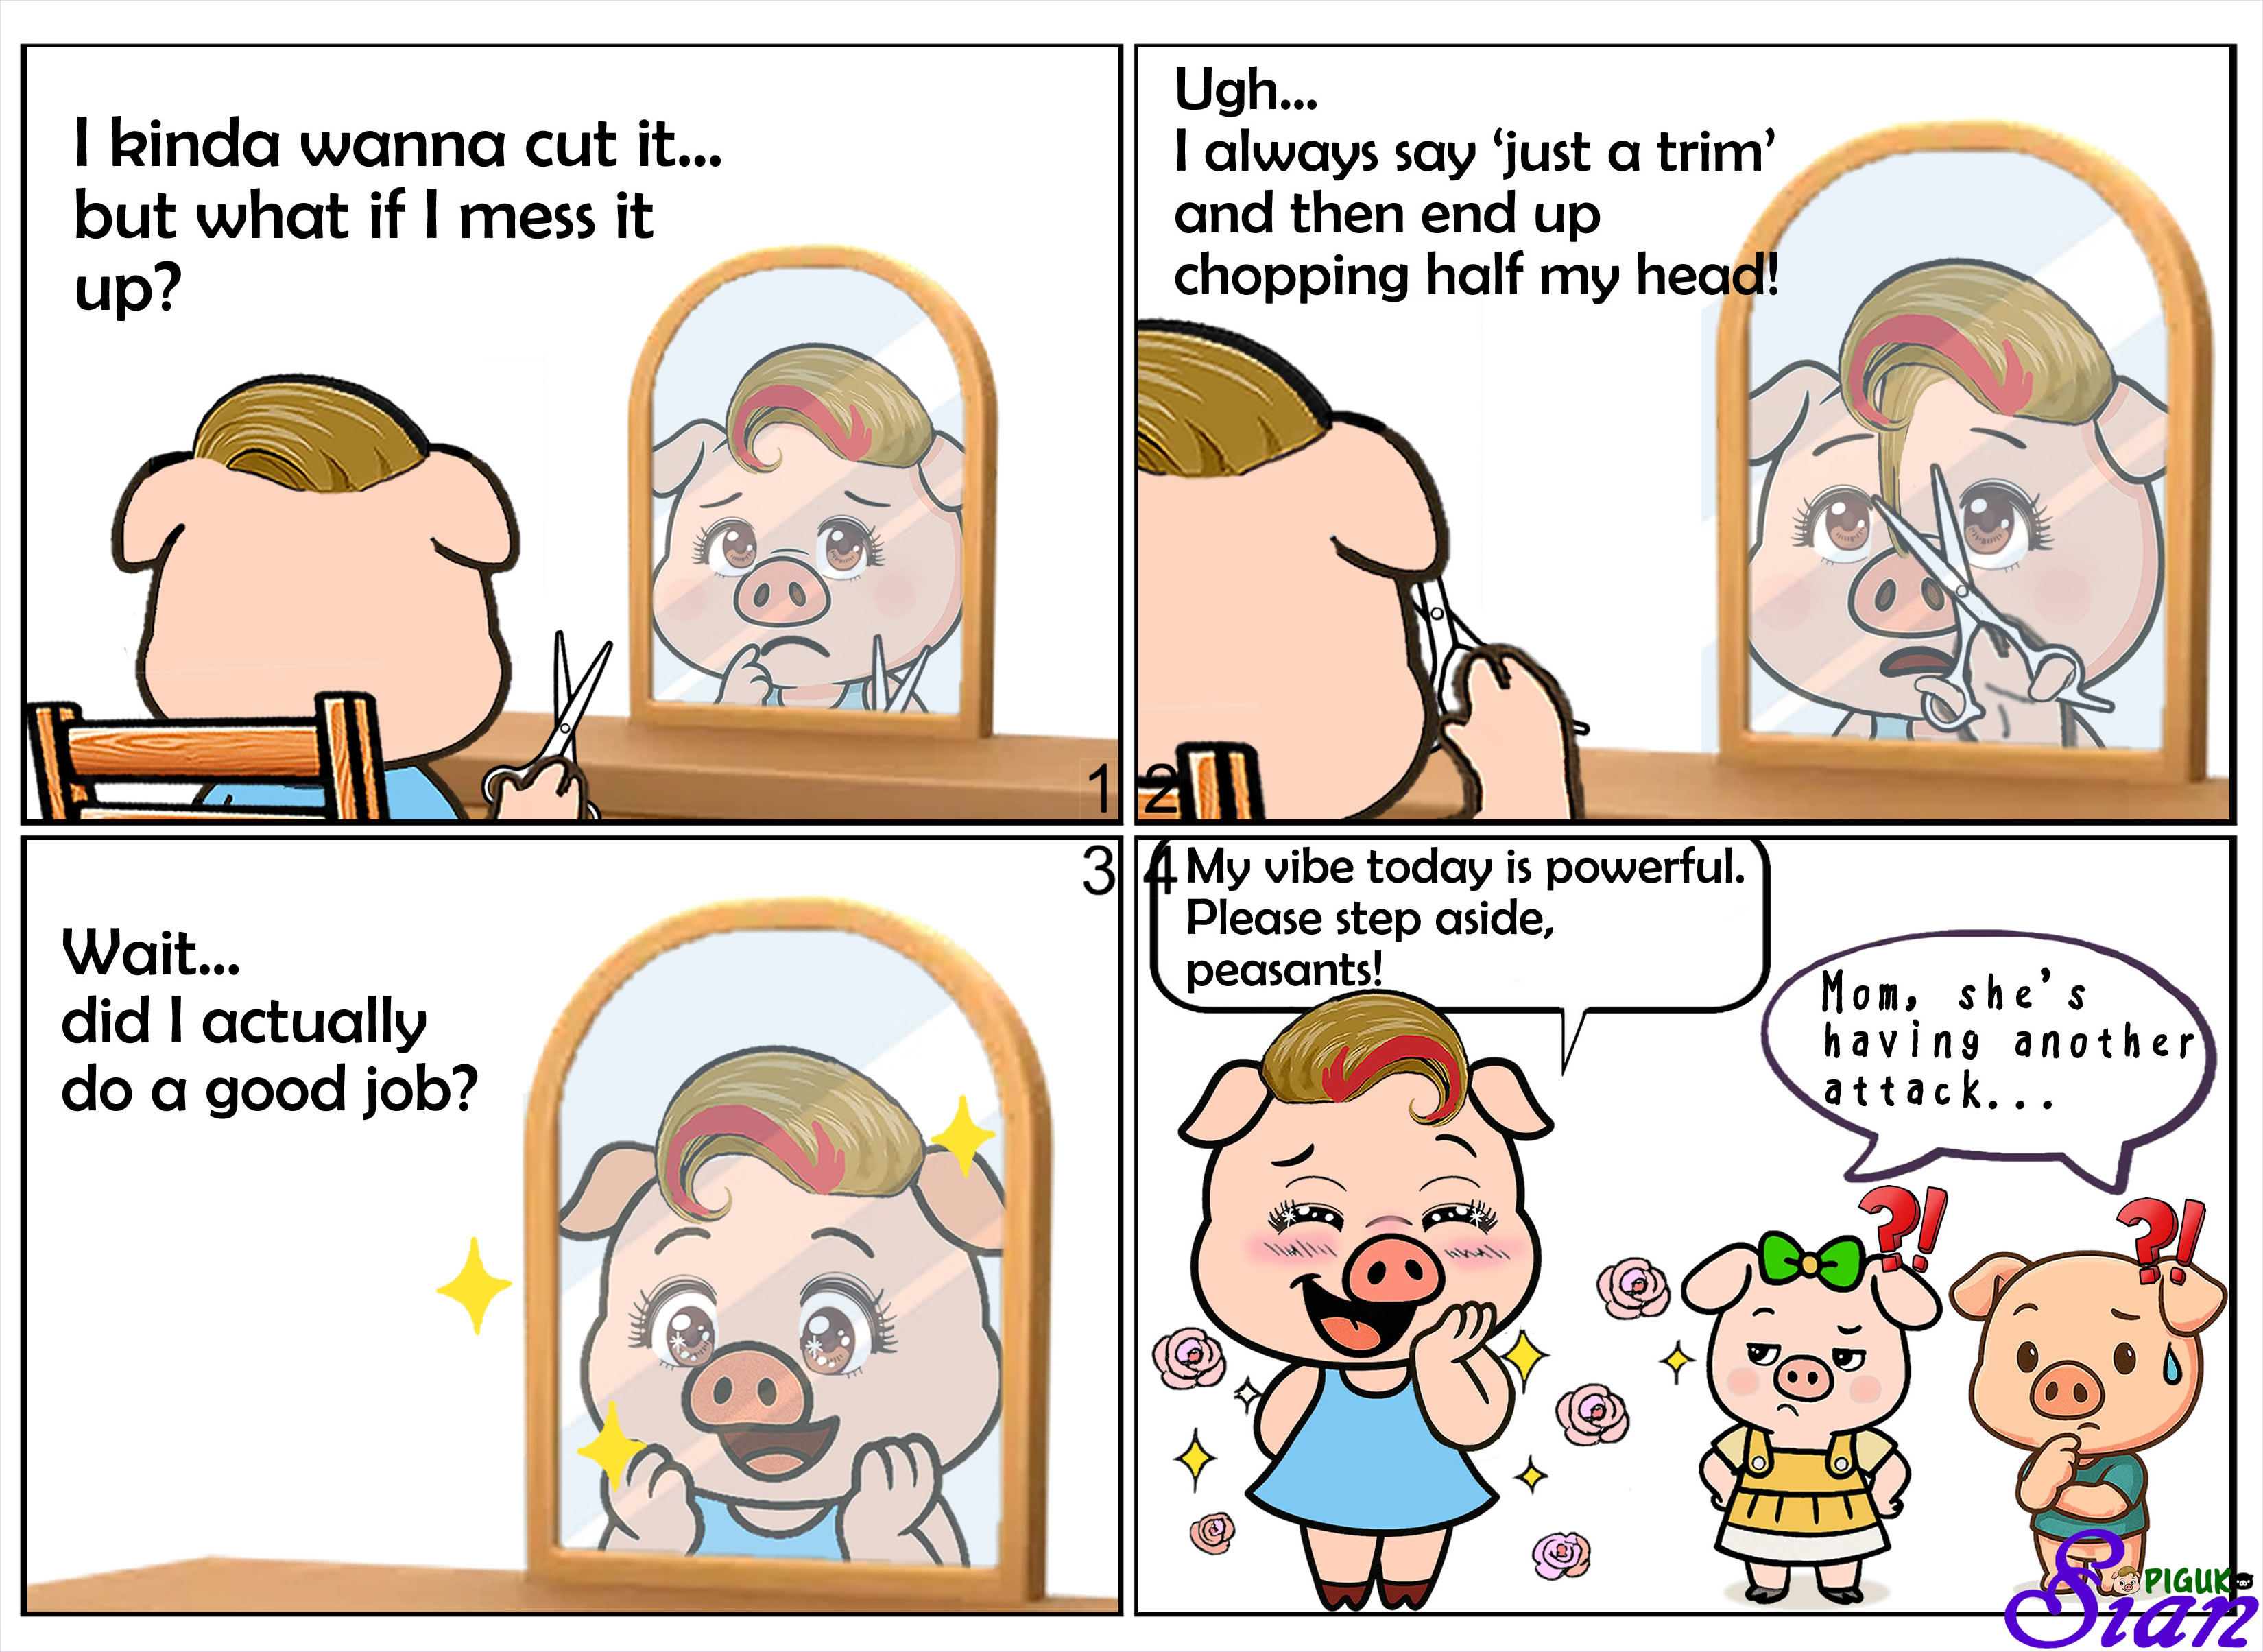 I kinda wanna cut it...
but what if I mess it
up?
1
Ugh...
I always say ‘just a trim’
and then end up
chopping half my head!
2
3
Wait...
did I actually
do a good job?
4
My vibe today is powerful.
Please step aside,
peasants!
Mom, she's
having another
attack...
?!
?!
PIGUK
Sian